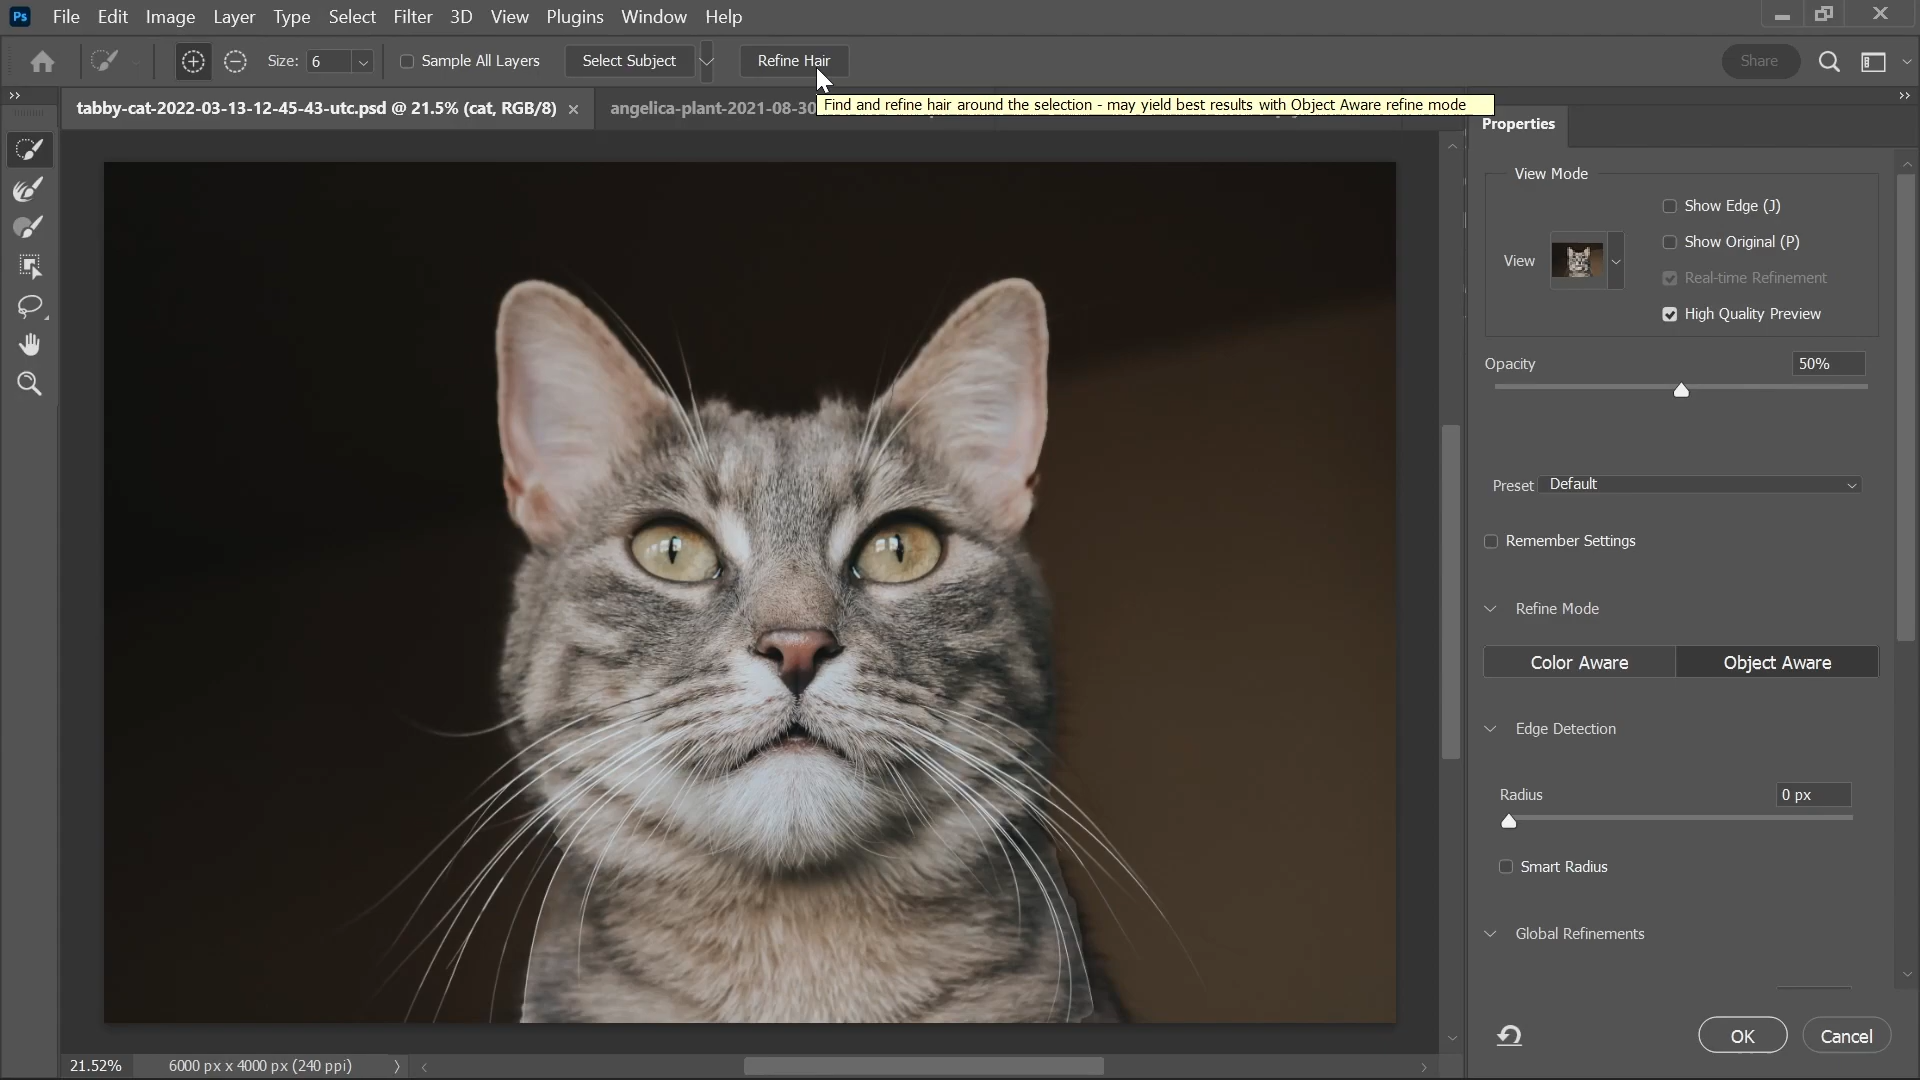 Ps File Edit Image Layer Type Select Filter 3D View Plugins Window Help
Size: 6 Sample All Layers Select Subject Refine Hair Share
tabby-cat-2022-03-13-12-45-43-utc.psd @ 21.5% (cat, RGB/8) angelica-plant-2021-08-30
Find and refine hair around the selection - may yield best results with Object Aware refine mode
Properties
View Mode
Show Edge (J)
Show Original (P)
View
Real-time Refinement
High Quality Preview
Opacity 50%
Preset Default
Remember Settings
Refine Mode
Color Aware Object Aware
Edge Detection
Radius 0 px
Smart Radius
Global Refinements
OK Cancel
21.52% 6000 px x 4000 px (240 ppi)